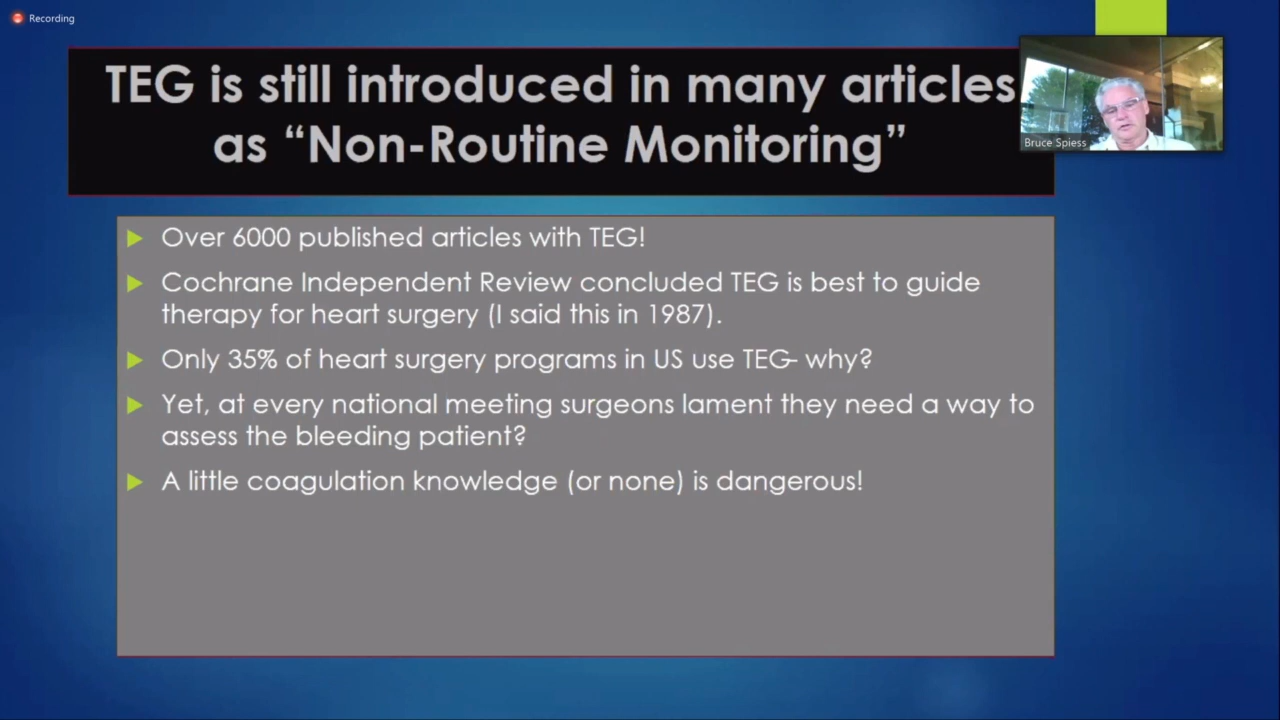 Recording
TEG is still introduced in many articles
as “Non-Routine Monitoring”
Bruce Spiess
Over 6000 published articles with TEG!
Cochrane Independent Review concluded TEG is best to guide
therapy for heart surgery (I said this in 1987).
Only 35% of heart surgery programs in US use TEG- why?
Yet, at every national meeting surgeons lament they need a way to
assess the bleeding patient?
A little coagulation knowledge (or none) is dangerous!